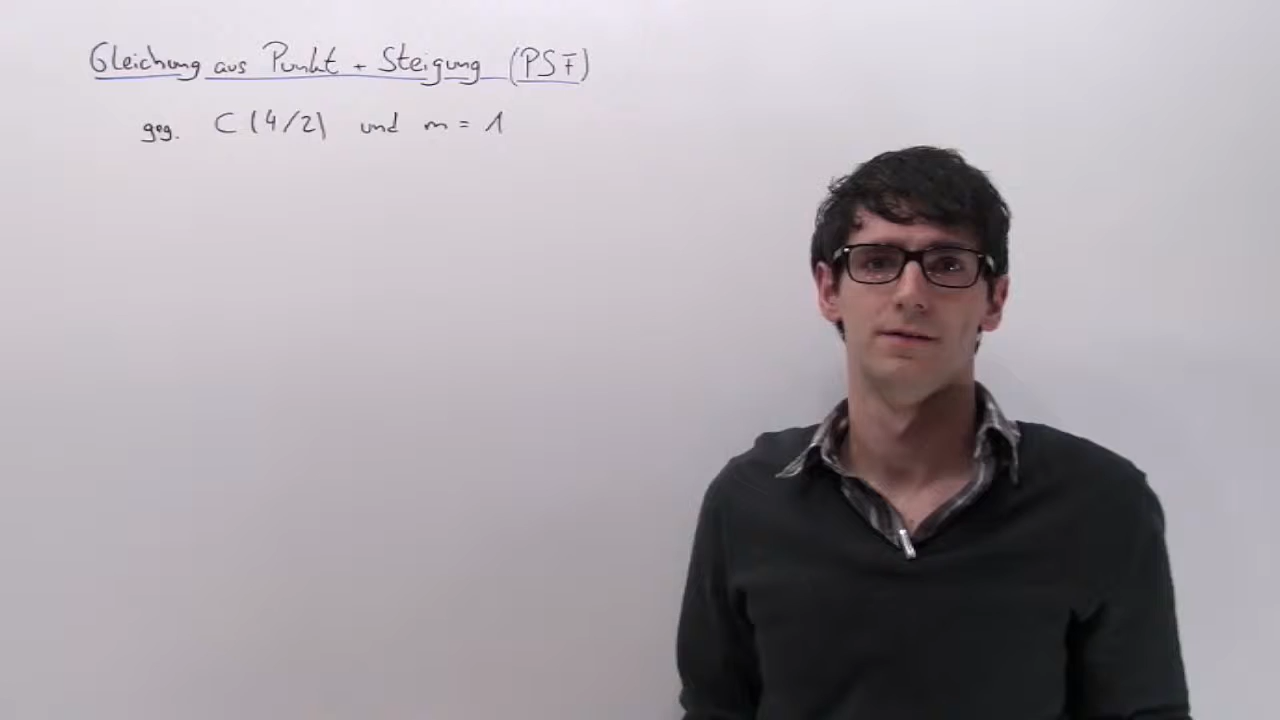 Gleichung aus Punkt + Steigung (PSF)
geg. C (4/2) und m = 1